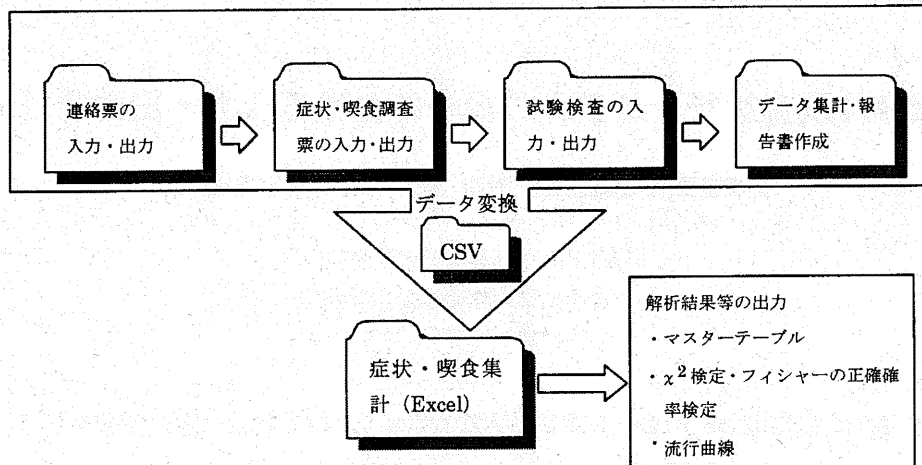 連絡票の
入力・出力
症状・喫食調査
票の入力・出力
試験検査の入
力・出力
データ集計・報
告書作成
データ変換
CSV
症状・喫食集
計（Excel）
解析結果等の出力
・マスターテーブル
・χ²検定・フィシャーの正確確
率検定
・流行曲線